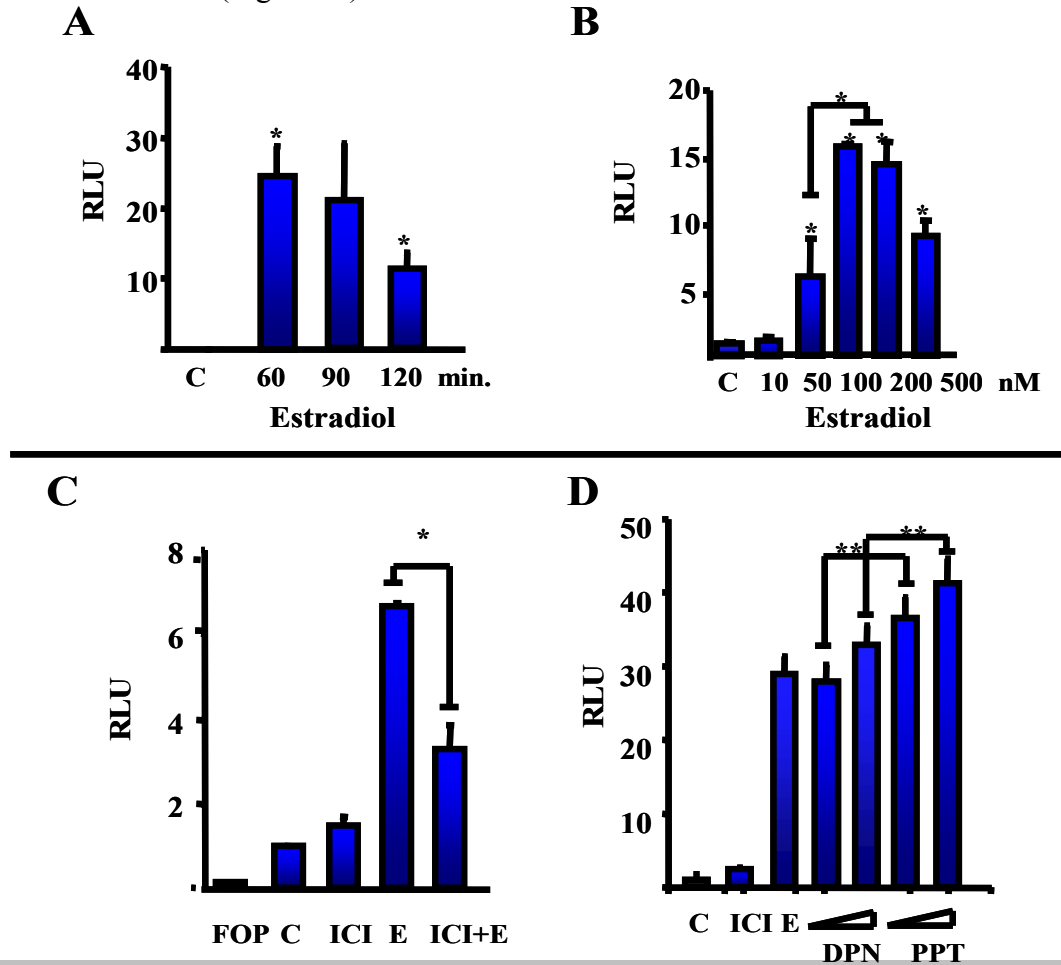 A
40
30
20
10
RLU
*
*
C 60 90 120 min.
Estradiol
B
20
15
10
5
RLU
*
*
*
*
*
C 10 50 100 200 500 nM
Estradiol
C
8
6
4
2
RLU
*
FOP C ICI E ICI+E
D
50
40
30
20
10
RLU
**
**
C ICI E
DPN PPT